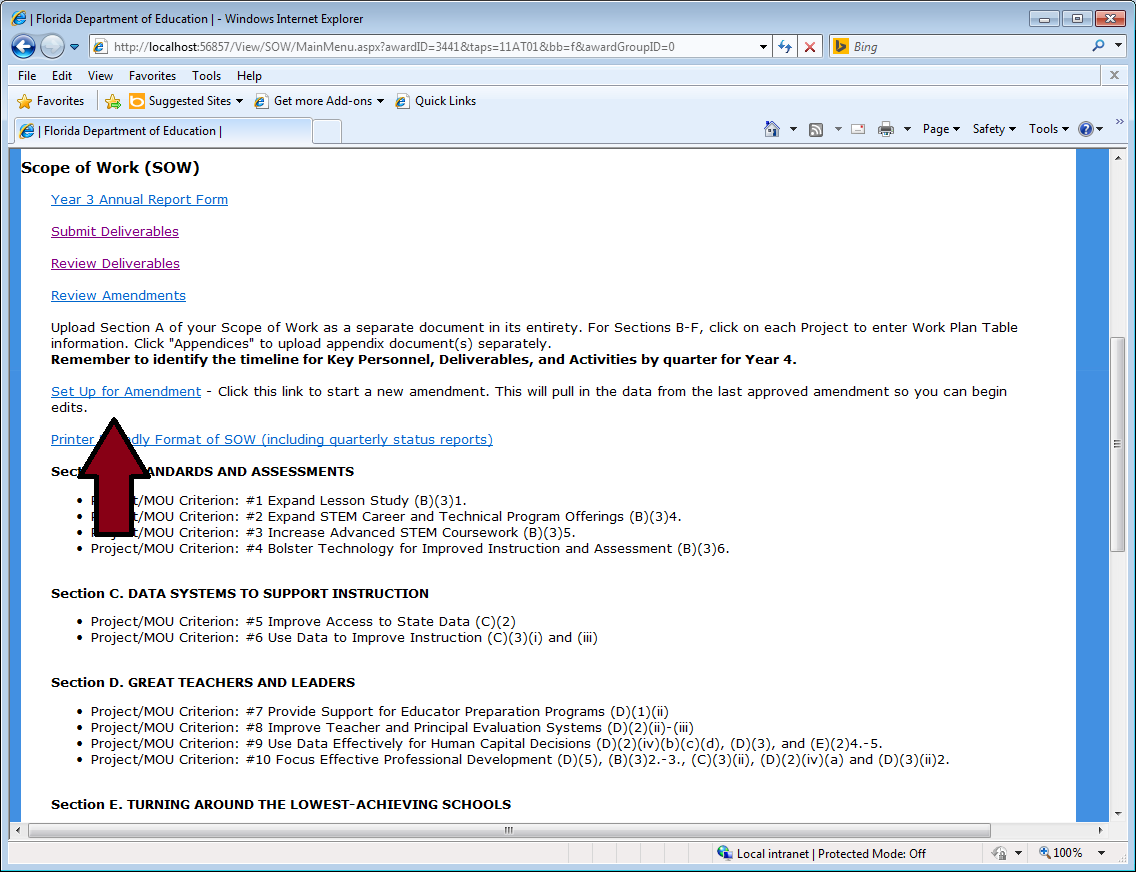 | Florida Department of Education | - Windows Internet Explorer
http://localhost:56857/View/SOW/MainMenu.aspx?awardID=3441&taps=11AT01&bb=f&awardGroupID=0
Bing
File Edit View Favorites Tools Help
Favorites Suggested Sites Get more Add-ons Quick Links
| Florida Department of Education |
Page Safety Tools
Scope of Work (SOW)
Year 3 Annual Report Form
Submit Deliverables
Review Deliverables
Review Amendments
Upload Section A of your Scope of Work as a separate document in its entirety. For Sections B-F, click on each Project to enter Work Plan Table
information. Click "Appendices" to upload appendix document(s) separately.
Remember to identify the timeline for Key Personnel, Deliverables, and Activities by quarter for Year 4.
Set Up for Amendment - Click this link to start a new amendment. This will pull in the data from the last approved amendment so you can begin
edits.
Printer Format of SOW (including quarterly status reports)
AND ASSESSMENTS
Project/MOU Criterion: #1 Expand Lesson Study (B)(3)1.
/MOU Criterion: #2 Expand STEM Career and Technical Program Offerings (B)(3)4.
/MOU Criterion: #3 Increase Advanced STEM Coursework (B)(3)5.
Project/MOU Criterion: #4 Bolster Technology for Improved Instruction and Assessment (B)(3)6.
Section C. DATA SYSTEMS TO SUPPORT INSTRUCTION
Project/MOU Criterion: #5 Improve Access to State Data (C)(2)
Project/MOU Criterion: #6 Use Data to Improve Instruction (C)(3)(i) and (iii)
Section D. GREAT TEACHERS AND LEADERS
Project/MOU Criterion: #7 Provide Support for Educator Preparation Programs (D)(1)(ii)
Project/MOU Criterion: #8 Improve Teacher and Principal Evaluation Systems (D)(2)(ii)-(iii)
Project/MOU Criterion: #9 Use Data Effectively for Human Capital Decisions (D)(2)(iv)(b)(c)(d), (D)(3), and (E)(2)4.-5.
Project/MOU Criterion: #10 Focus Effective Professional Development (D)(5), (B)(3)2.-3., (C)(3)(ii), (D)(2)(iv)(a) and (D)(3)(ii)2.
Section E. TURNING AROUND THE LOWEST-ACHIEVING SCHOOLS
Local intranet | Protected Mode: Off
100%